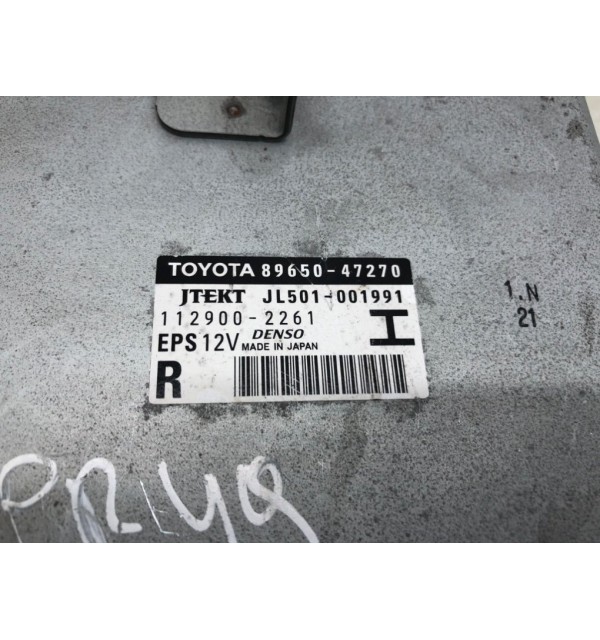 TOYOTA 89650-47270
JTEKT JL501-001991
112900-2261
DENSO
EPS 12V MADE IN JAPAN
I
R
1.N
21